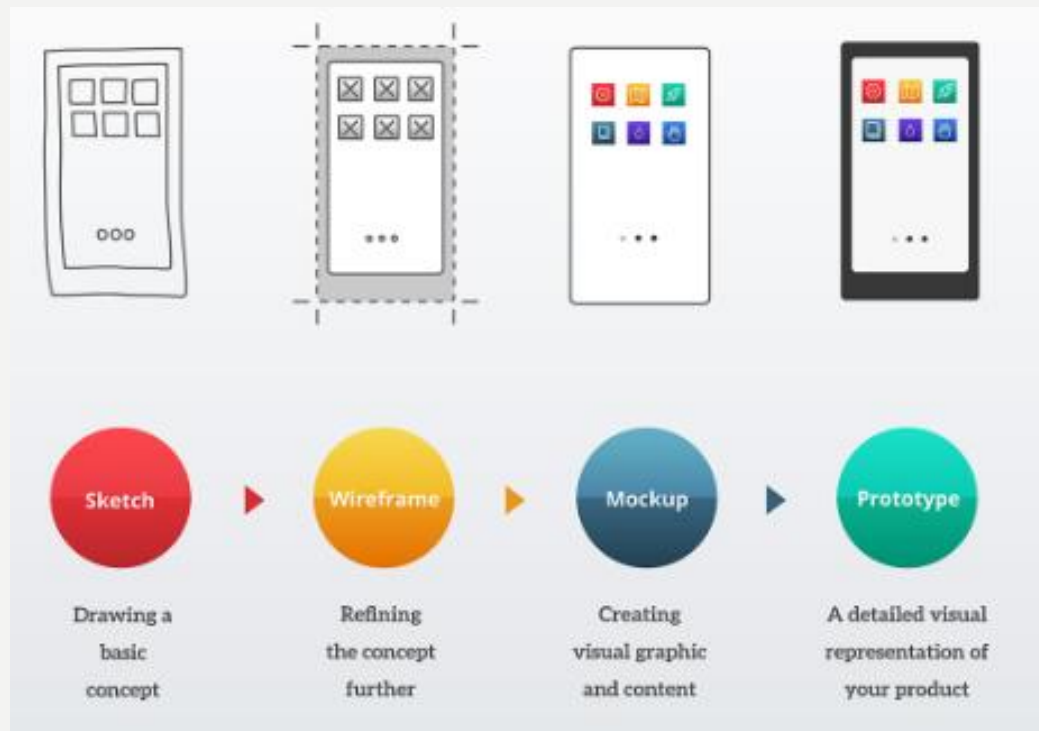 Sketch
Wireframe
Mockup
Prototype
Drawing a
basic
concept
Refining
the concept
further
Creating
visual graphic
and content
A detailed visual
representation of
your product